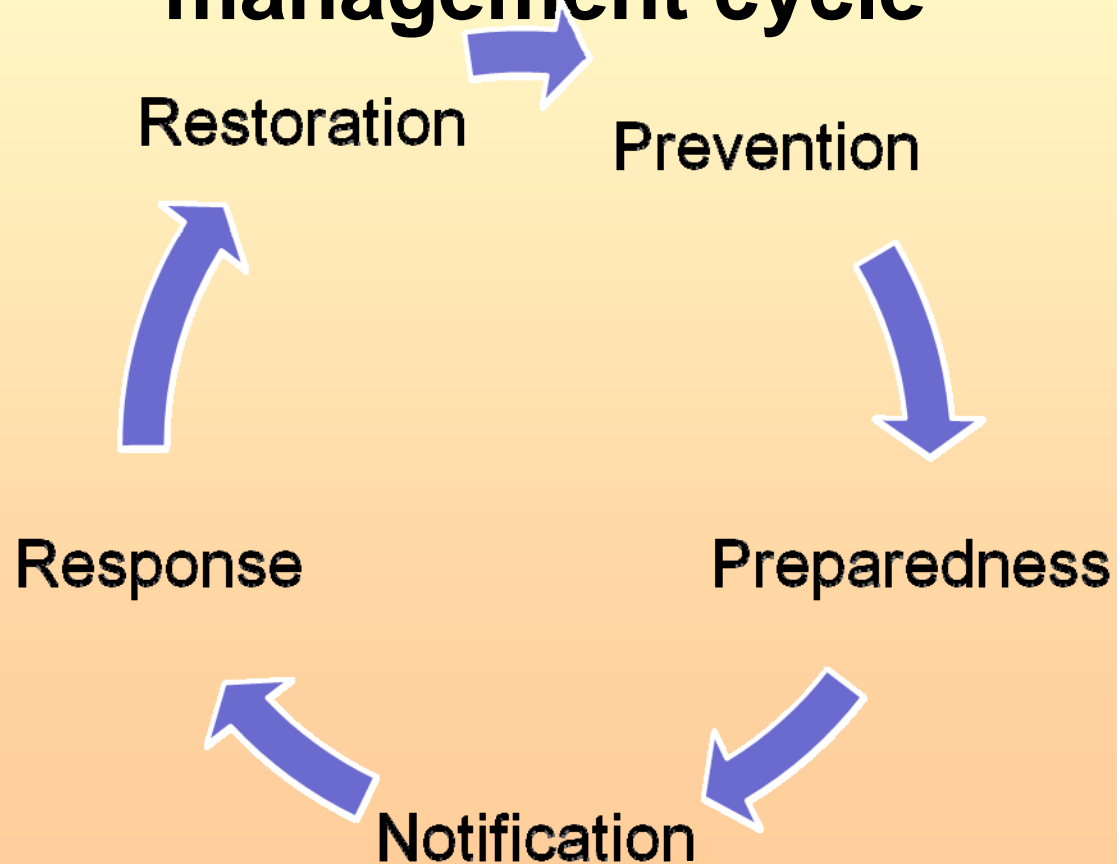 management cycle
Restoration
Prevention
Response
Preparedness
Notification